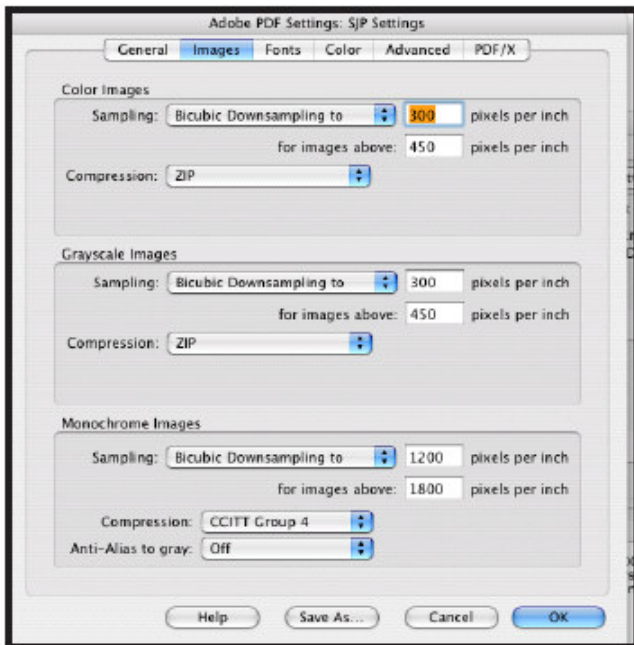 Adobe PDF Settings: SJP Settings
General Images Fonts Color Advanced PDF/X
Color Images
Sampling: Bicubic Downsampling to 300 pixels per inch
for images above: 450 pixels per inch
Compression: ZIP
Grayscale Images
Sampling: Bicubic Downsampling to 300 pixels per inch
for images above: 450 pixels per inch
Compression: ZIP
Monochrome Images
Sampling: Bicubic Downsampling to 1200 pixels per inch
for images above: 1800 pixels per inch
Compression: CCITT Group 4
Anti-Alias to gray: Off
Help Save As... Cancel OK